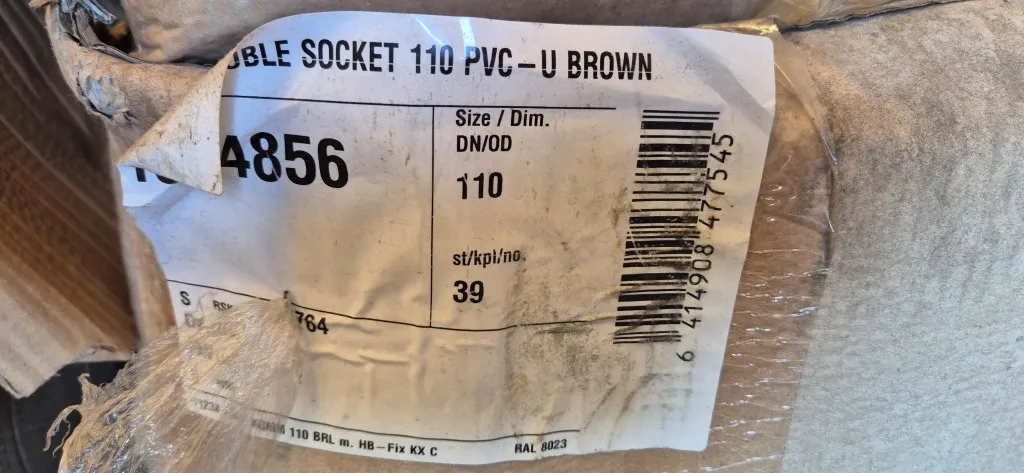 UBLE SOCKET 110 PVC-U BROWN
4856
Size / Dim.
DN/OD
110
st/kpl/no.
39
S
RSK
764
110 BRL m. HB-Fix KX C
RAL 8023
6 414908 477545